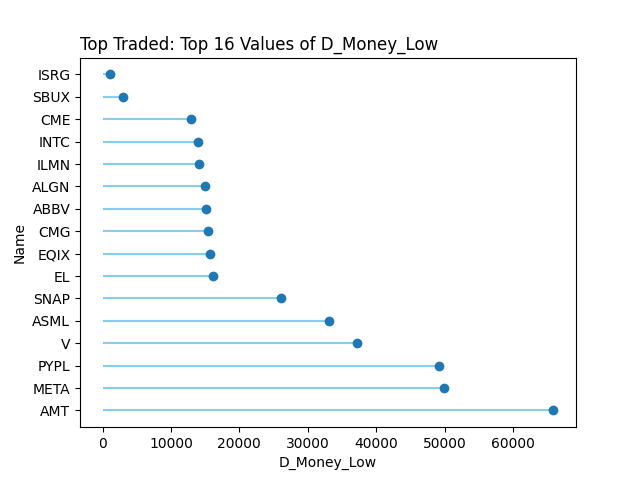 Top Traded: Top 16 Values of D_Money_Low
ISRG
SBUX
CME
INTC
ILMN
ALGN
ABBV
CMG
EQIX
EL
SNAP
ASML
V
PYPL
META
AMT
Name
0 10000 20000 30000 40000 50000 60000
D_Money_Low